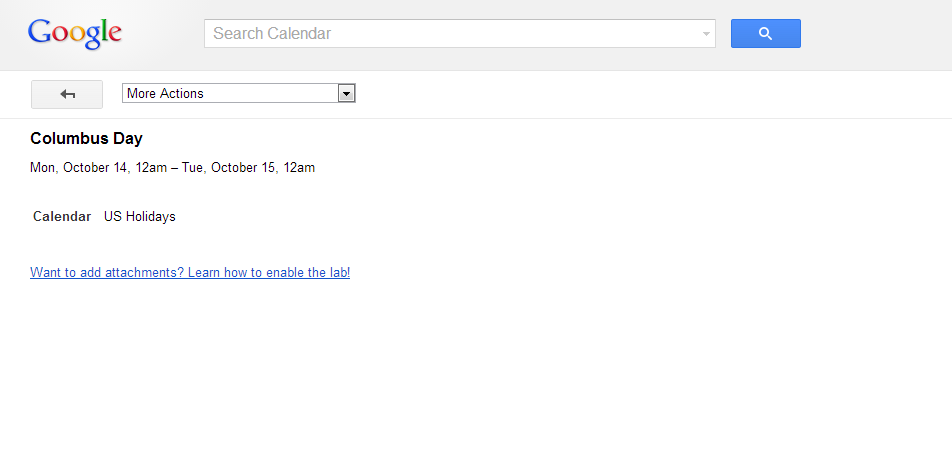 Google
Search Calendar
More Actions
Columbus Day
Mon, October 14, 12am – Tue, October 15, 12am
Calendar US Holidays
Want to add attachments? Learn how to enable the lab!